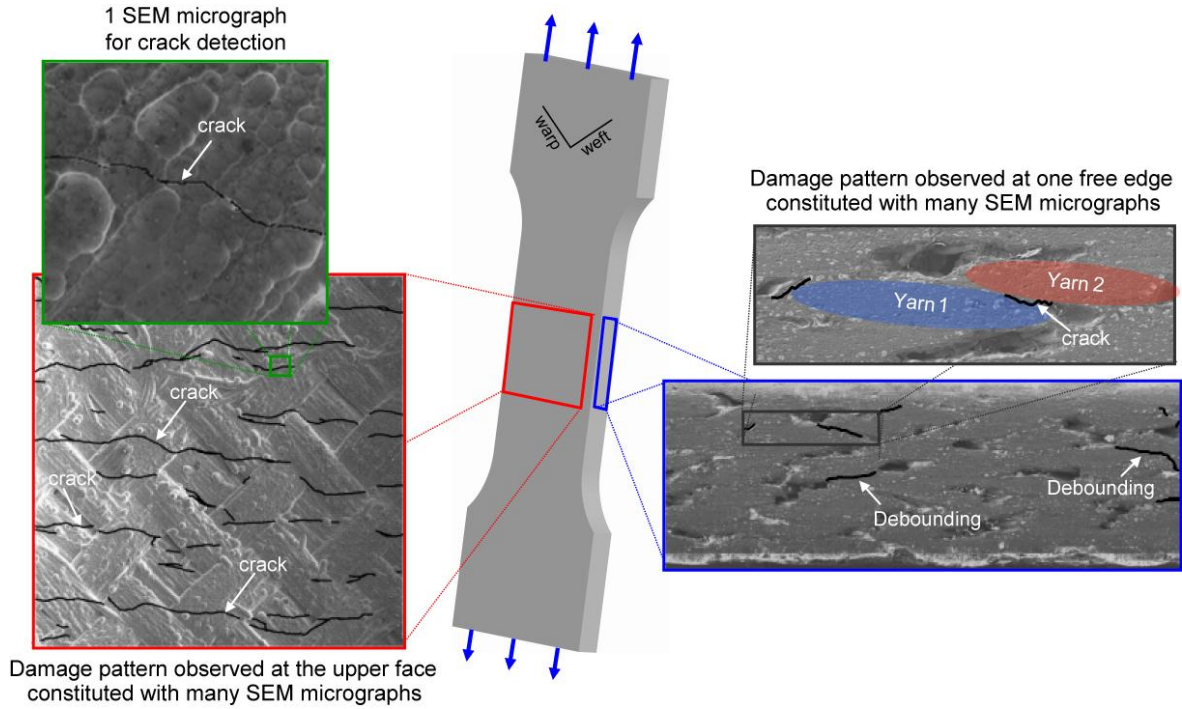 1 SEM micrograph
for crack detection
crack
warp
weft
Damage pattern observed at one free edge
constituted with many SEM micrographs
Yarn 2
Yarn 1
crack
crack
crack
crack
Debounding
Debounding
Damage pattern observed at the upper face
constituted with many SEM micrographs